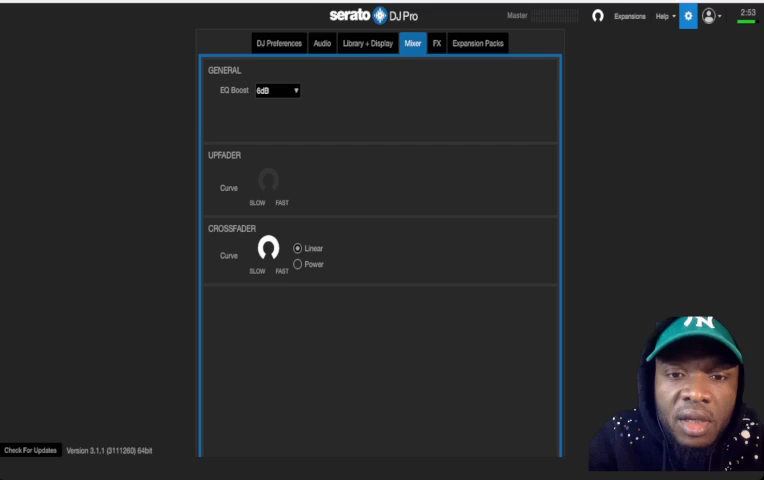 serato DJ Pro
Master
Expansions Help
2:53
DJ Preferences Audio Library + Display Mixer FX Expansion Packs
GENERAL
EQ Boost 6dB
UPFADER
Curve
SLOW FAST
CROSSFADER
Curve
Linear
Power
SLOW FAST
Check For Updates Version 3.1.1 (3111260) 64bit